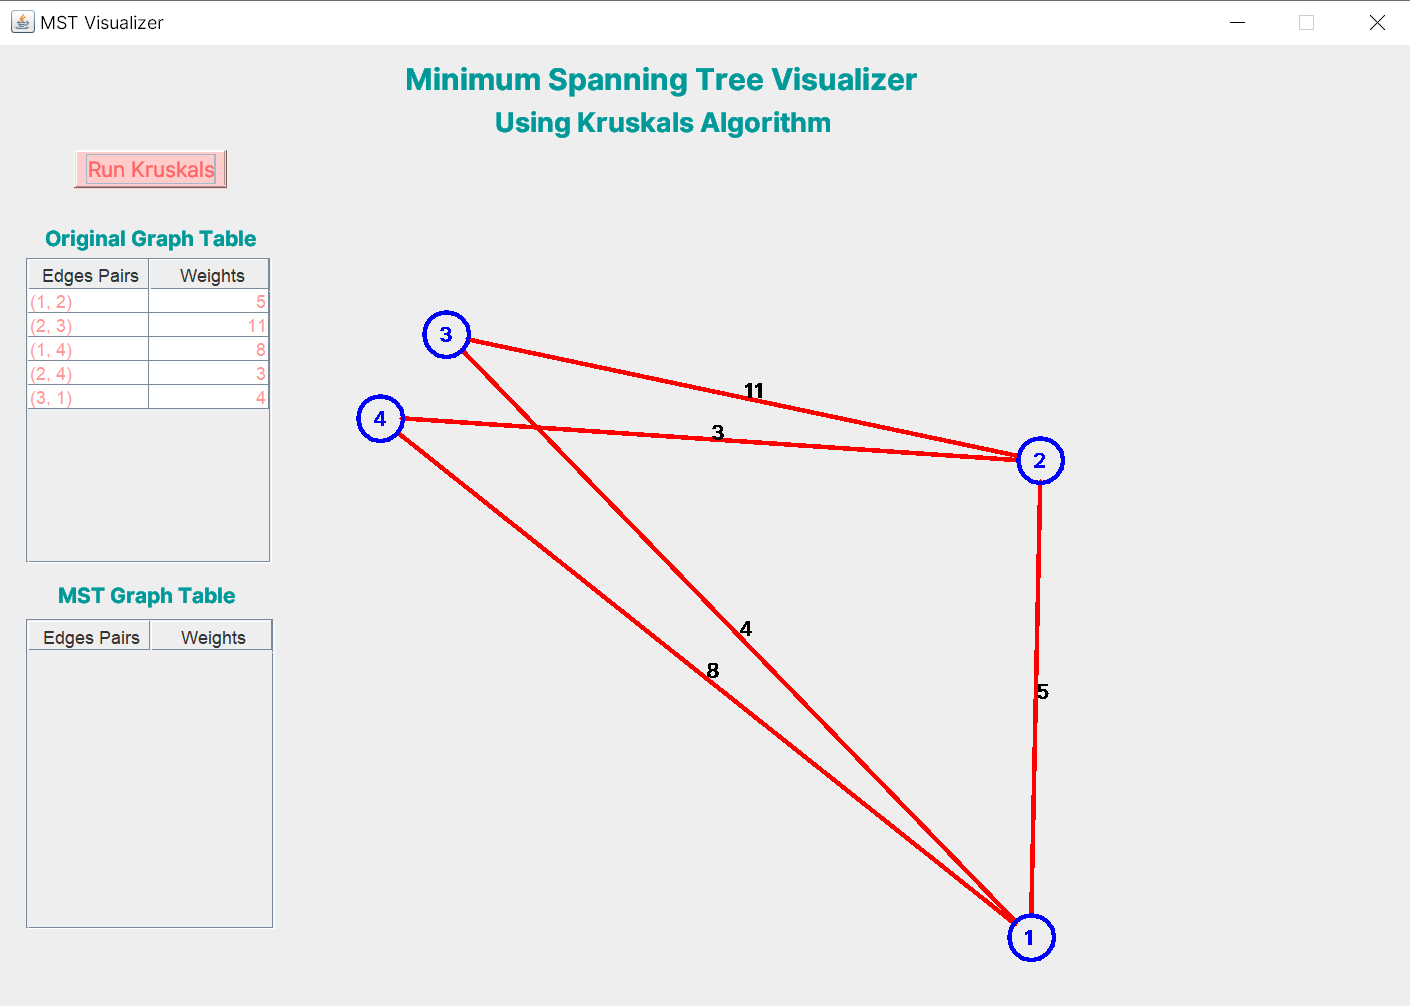 MST Visualizer
Minimum Spanning Tree Visualizer
Using Kruskals Algorithm
Run Kruskals
Original Graph Table
Edges Pairs Weights
(1, 2) 5
(2, 3) 11
(1, 4) 8
(2, 4) 3
(3, 1) 4
MST Graph Table
Edges Pairs Weights
3
11
4
3
2
4
8
5
1